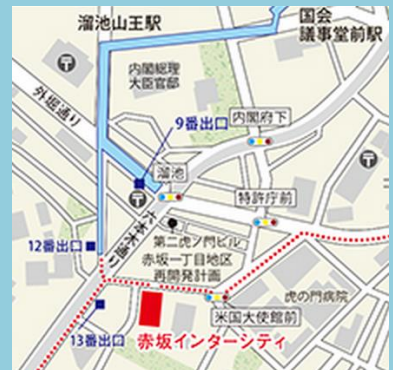 溜池山王駅
国会
議事堂前駅
内閣総理
大臣官邸
外堀通り
9番出口
内閣府下
溜池
特許庁前
六本木通り
第二虎ノ門ビル
赤坂一丁目地区
再開発計画
12番出口
虎の門病院
米国大使館前
13番出口
赤坂インターシティ